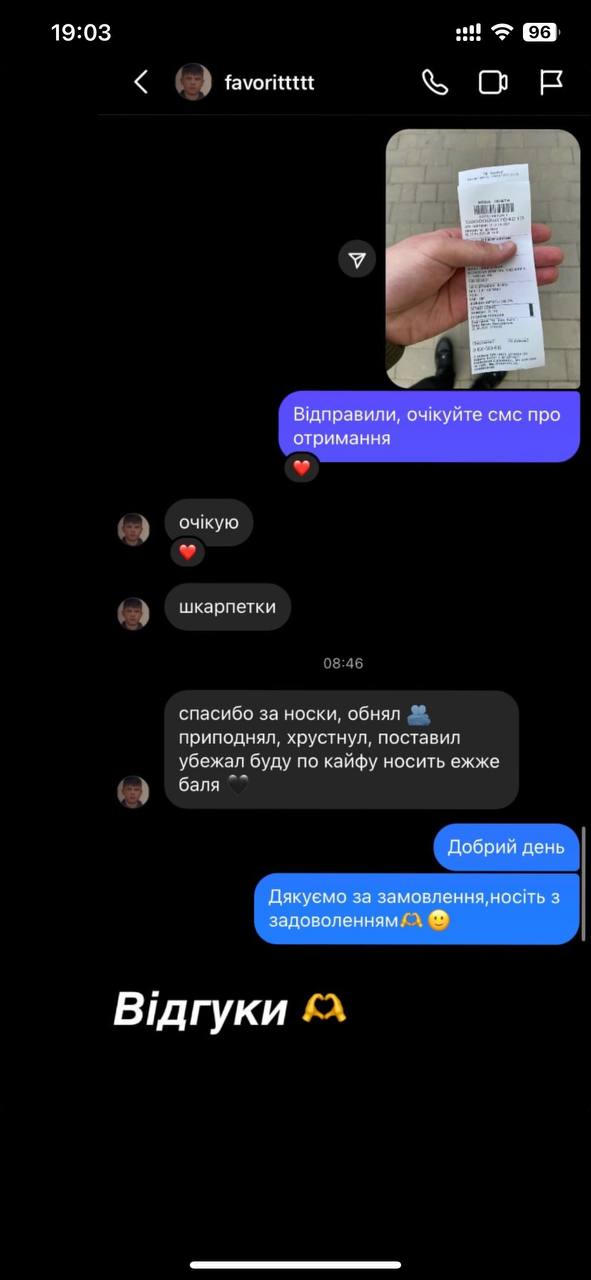 19:03
96
favorittttt
Відправили, очікуйте смс про
отримання
очікую
шкарпетки
08:46
спасибо за носки, обнял 🫂
приподнял, хрустнул, поставил
убежал буду по кайфу носить ежже
баля 🖤
Добрий день
Дякуємо за замовлення,носіть з
задоволенням🫶 🙂
Відгуки 🫶